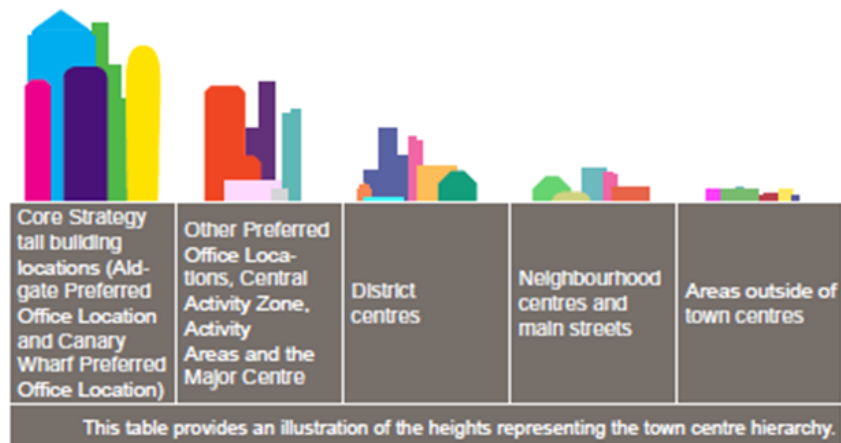 Core Strategy
tall building
locations (Ald-
gate Preferred
Office Location
and Canary
Wharf Preferred
Office Location)
Other Preferred
Office Loca-
tions, Central
Activity Zone,
Activity
Areas and the
Major Centre
District
centres
Neighbourhood
centres and
main streets
Areas outside of
town centres
This table provides an illustration of the heights representing the town centre hierarchy.